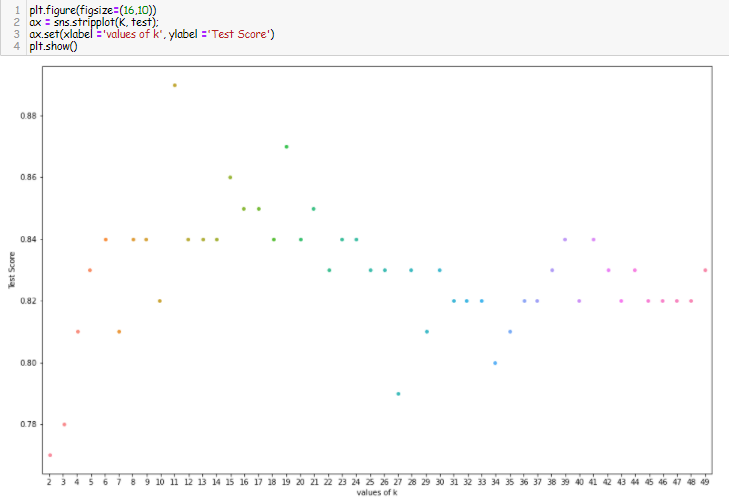 1 plt.figure(figsize=(16,10))
2 ax = sns.stripplot(K, test);
3 ax.set(xlabel ='values of k', ylabel ='Test Score')
4 plt.show()
0.88
0.86
0.84
0.82
0.80
0.78
Test Score
2 3 4 5 6 7 8 9 10 11 12 13 14 15 16 17 18 19 20 21 22 23 24 25 26 27 28 29 30 31 32 33 34 35 36 37 38 39 40 41 42 43 44 45 46 47 48 49
values of k